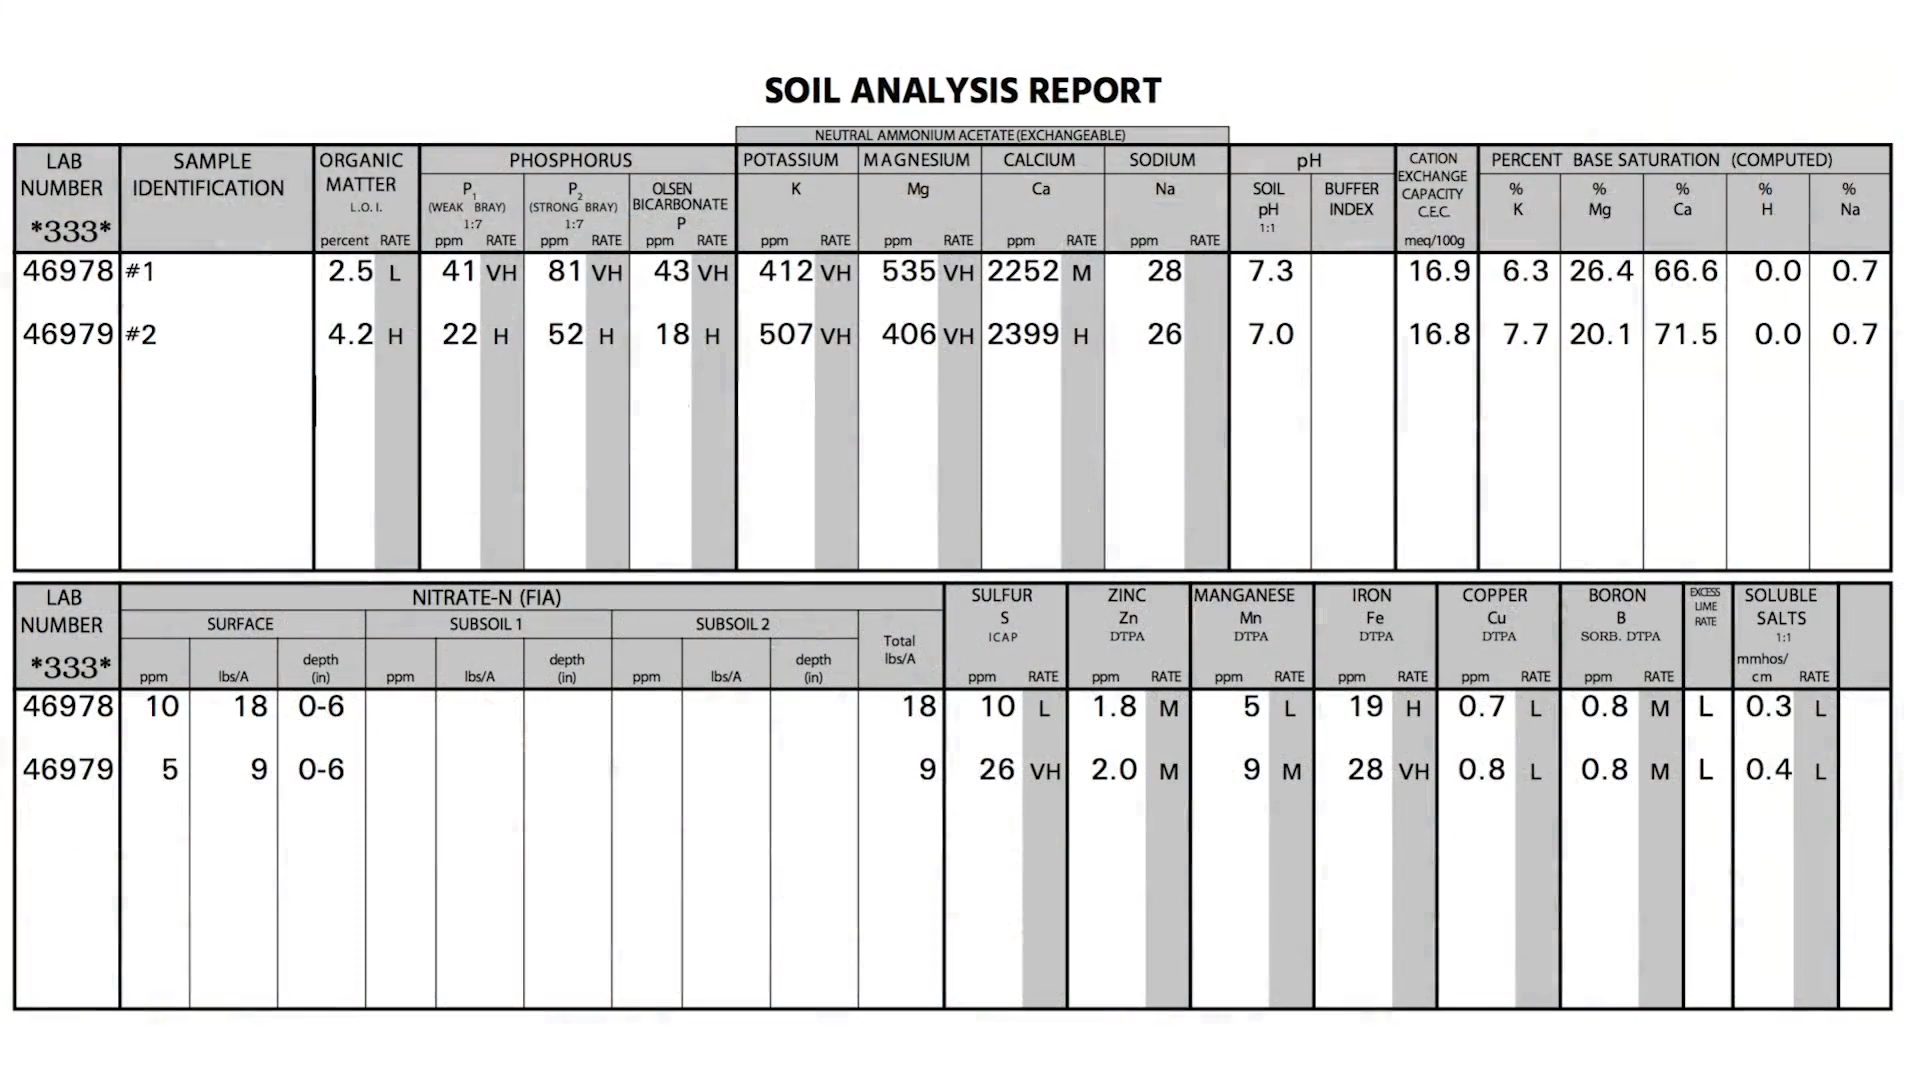 SOIL ANALYSIS REPORT
NEUTRAL AMMONIUM ACETATE (EXCHANGEABLE)
LAB NUMBER *333* SAMPLE IDENTIFICATION ORGANIC MATTER L.O.I. percent RATE PHOSPHORUS POTASSIUM K ppm RATE MAGNESIUM Mg ppm RATE CALCIUM Ca ppm RATE SODIUM Na ppm RATE pH CATION EXCHANGE CAPACITY C.E.C. meq/100g PERCENT BASE SATURATION (COMPUTED)
P1 (WEAK BRAY) 1:7 ppm RATE P2 (STRONG BRAY) 1:7 ppm RATE OLSEN BICARBONATE P ppm RATE SOIL pH 1:1 BUFFER INDEX % K % Mg % Ca % H % Na
46978 #1 2.5 L 41 VH 81 VH 43 VH 412 VH 535 VH 2252 M 28 7.3 16.9 6.3 26.4 66.6 0.0 0.7
46979 #2 4.2 H 22 H 52 H 18 H 507 VH 406 VH 2399 H 26 7.0 16.8 7.7 20.1 71.5 0.0 0.7
LAB NUMBER *333* NITRATE-N (FIA) SULFUR S ICAP ppm RATE ZINC Zn DTPA ppm RATE MANGANESE Mn DTPA ppm RATE IRON Fe DTPA ppm RATE COPPER Cu DTPA ppm RATE BORON B SORB. DTPA ppm RATE EXCESS LIME RATE SOLUBLE SALTS 1:1 mmhos/ cm RATE
SURFACE SUBSOIL 1 SUBSOIL 2 Total lbs/A
ppm lbs/A depth (in) ppm lbs/A depth (in) ppm lbs/A depth (in)
46978 10 18 0-6 18 10 L 1.8 M 5 L 19 H 0.7 L 0.8 M L 0.3 L
46979 5 9 0-6 9 26 VH 2.0 M 9 M 28 VH 0.8 L 0.8 M L 0.4 L